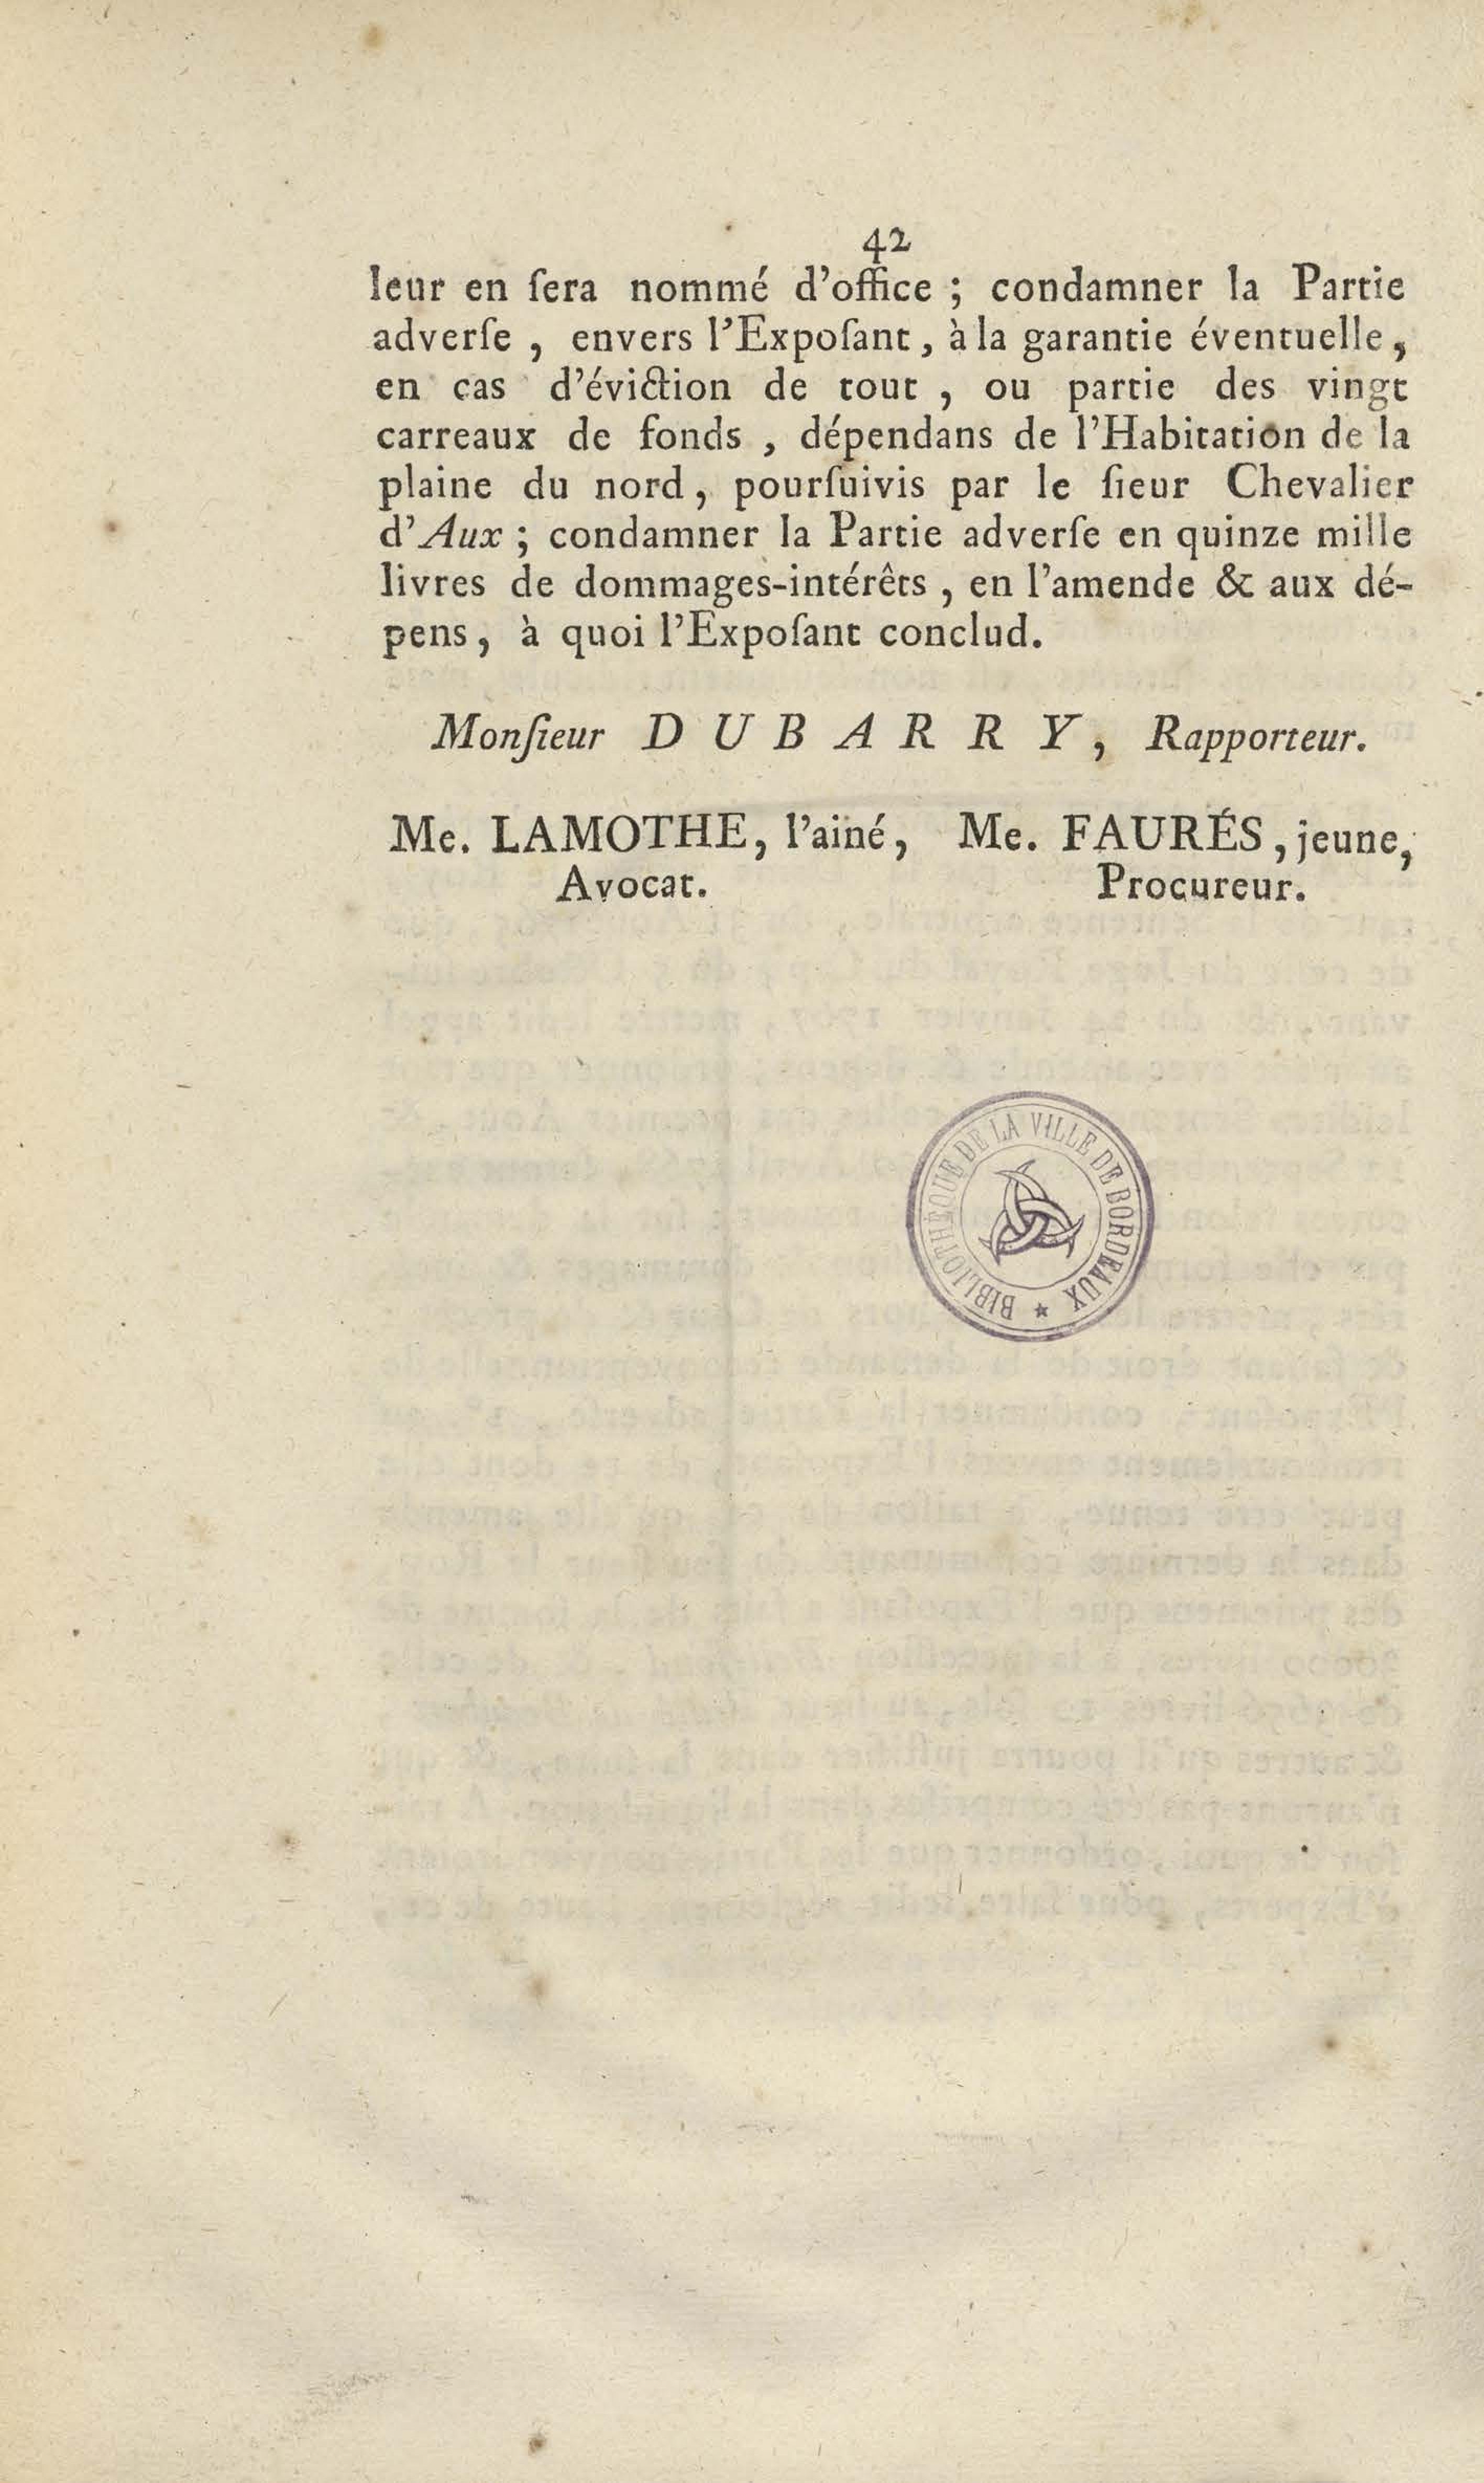 42
leur en ſera nommé d'office ; condamner la Partie
adverſe , envers l'Expoſant, à la garantie éventuelle,
en cas d'éviction de tout , ou partie des vingt
carreaux de fonds , dépendans de l'Habitation de la
plaine du nord, pourſuivis par le ſieur Chevalier
d'Aux ; condamner la Partie adverſe en quinze mille
livres de dommages-intérêts , en l'amende & aux dé-
pens, à quoi l'Expoſant conclud.
Monſieur DUBARRY, Rapporteur.
Me. LAMOTHE, l'ainé, Me. FAURÉS, jeune,
Avocat. Procureur.
BIBLIOTHÈQUE DE LA VILLE DE BORDEAUX